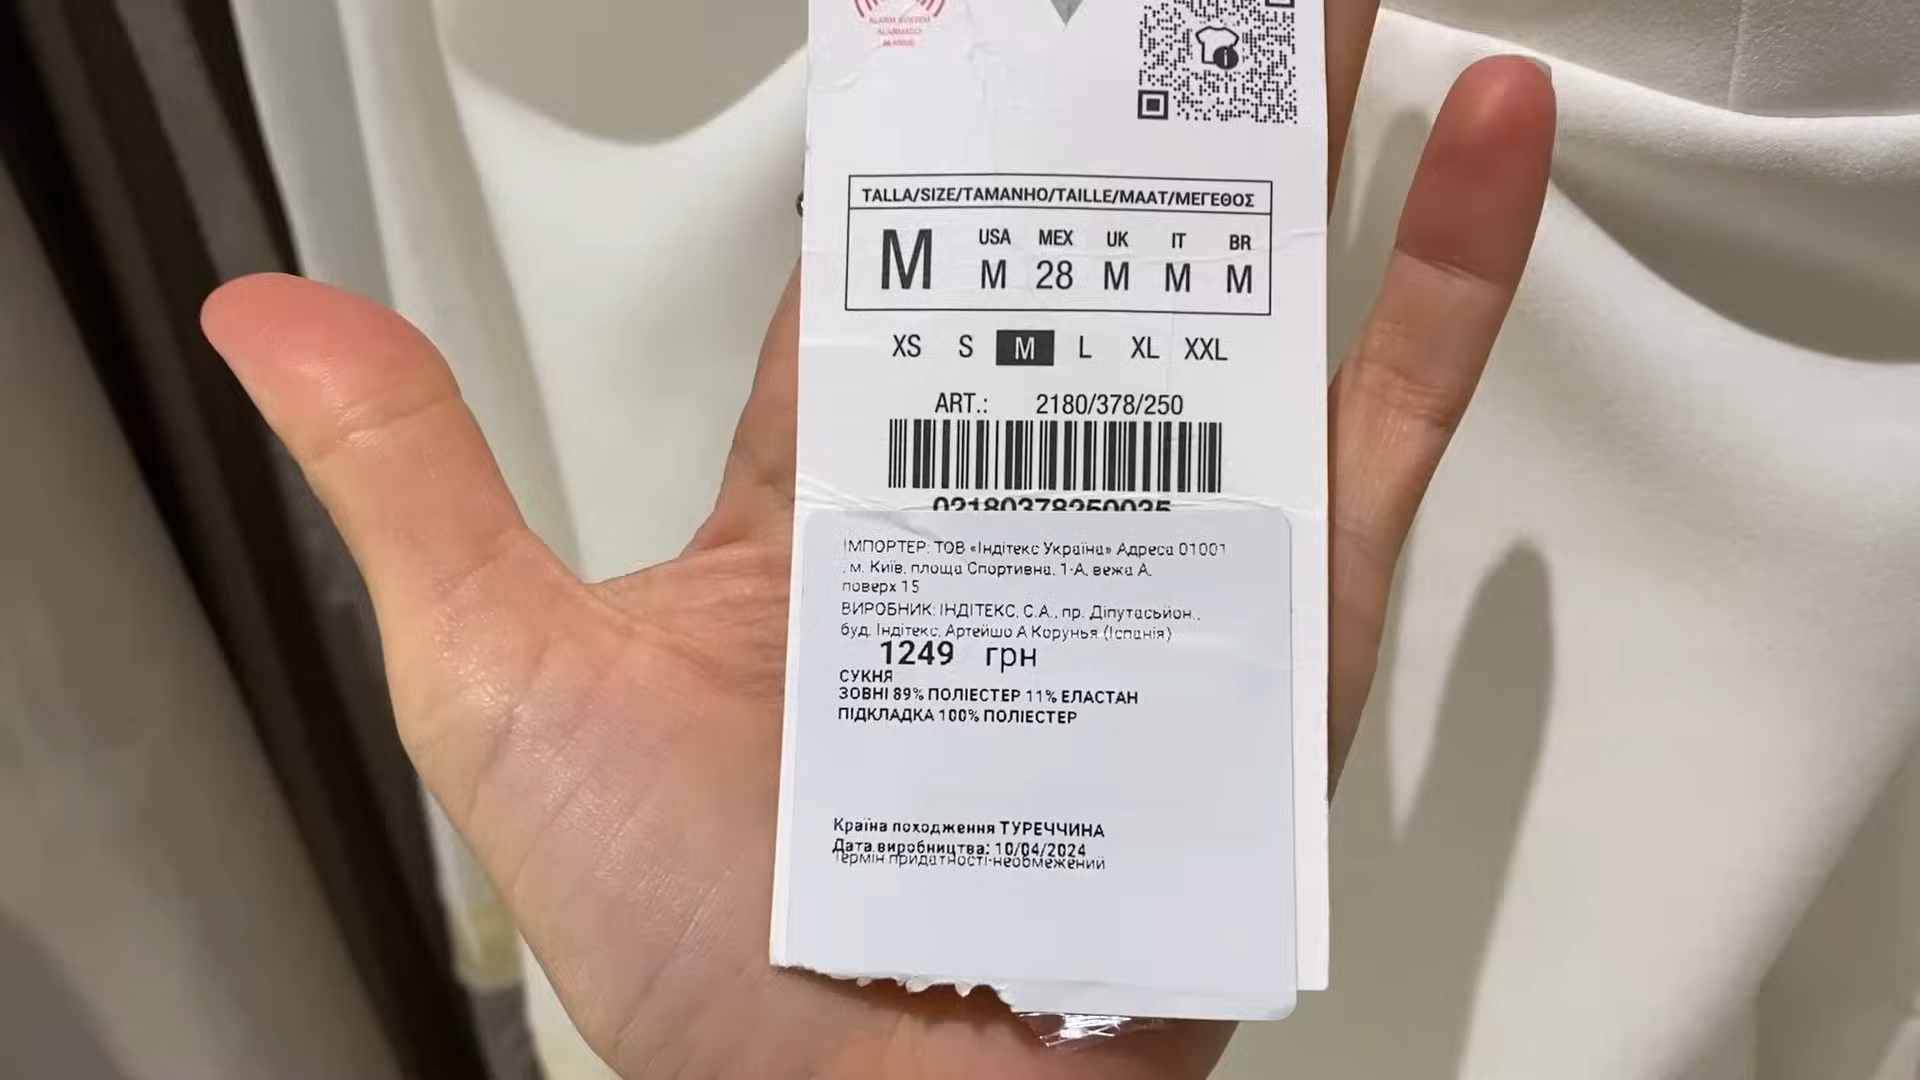 ALARM SYSTEM
TALLA/SIZE/TAMANHO/TAILLE/MAAT/ΜΕΓΕΘΟΣ
M USA MEX UK IT BR
M 28 M M M
XS S M L XL XXL
ART.: 2180/378/250
02180378250035
ІМПОРТЕР: ТОВ «Індітекс Україна» Адреса 01001
, м. Київ, площа Спортивна, 1-А, вежа А,
поверх 15
ВИРОБНИК: ІНДІТЕКС, С.А., пр. Діпутасьйон.,
буд. Індітекс, Артейшо А Корунья (Іспанія)
1249 грн
СУКНЯ
ЗОВНІ 89% ПОЛІЕСТЕР 11% ЕЛАСТАН
ПІДКЛАДКА 100% ПОЛІЕСТЕР
Країна походження ТУРЕЧЧИНА
Дата виробництва: 10/04/2024
Термін придатності-необмежений